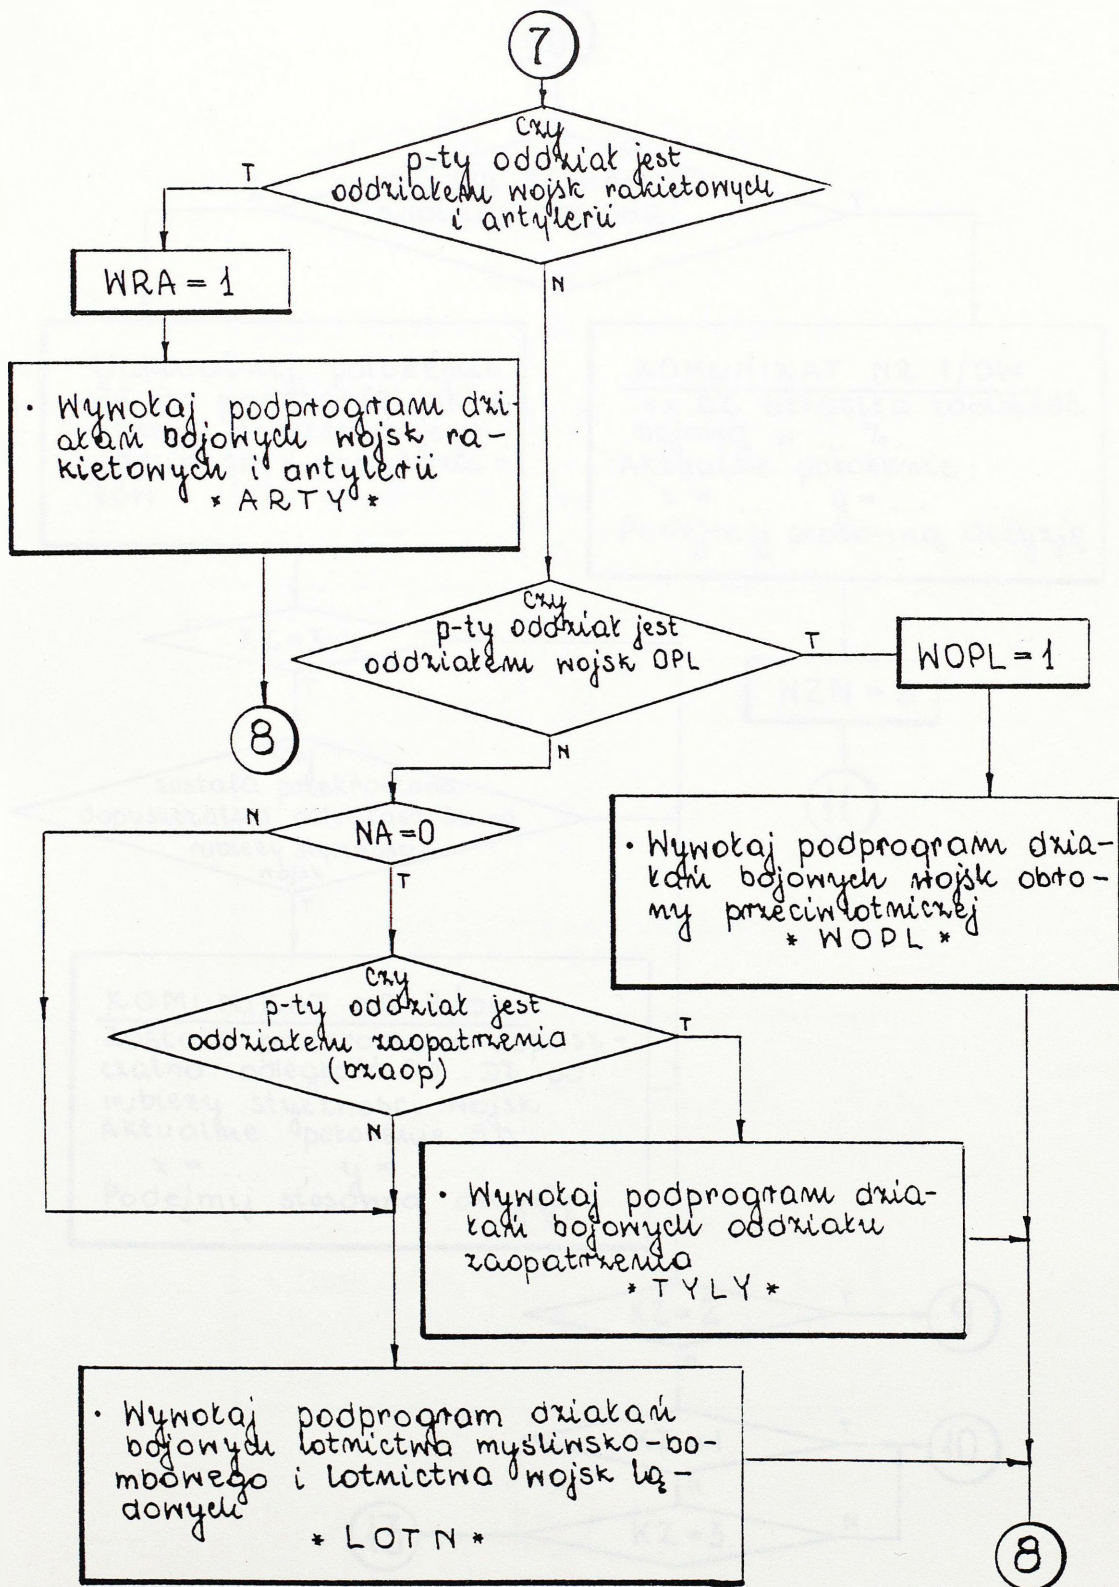 7
czy
p-ty oddział jest
oddziałem wojsk rakietowych
i artylerii
T
N
WRA = 1
• Wywołaj podprogram dzi-
ałań bojowych wojsk ra-
kietowych i artylerii
* ARTY *
8
czy
p-ty oddział jest
oddziałem wojsk OPL
T
N
WOPL = 1
• Wywołaj podprogram dzia-
łań bojowych wojsk obro-
ny przeciwlotniczej
* WOPL *
N
NA=0
T
czy
p-ty oddział jest
oddziałem zaopatrzenia
(bzaop)
T
N
• Wywołaj podprogram dzia-
łań bojowych oddziału
zaopatrzenia
* TYLY *
• Wywołaj podprogram działań
bojowych lotnictwa myśliwsko-bo-
mbowego i lotnictwa wojsk lą-
dowych
* LOTN *
8